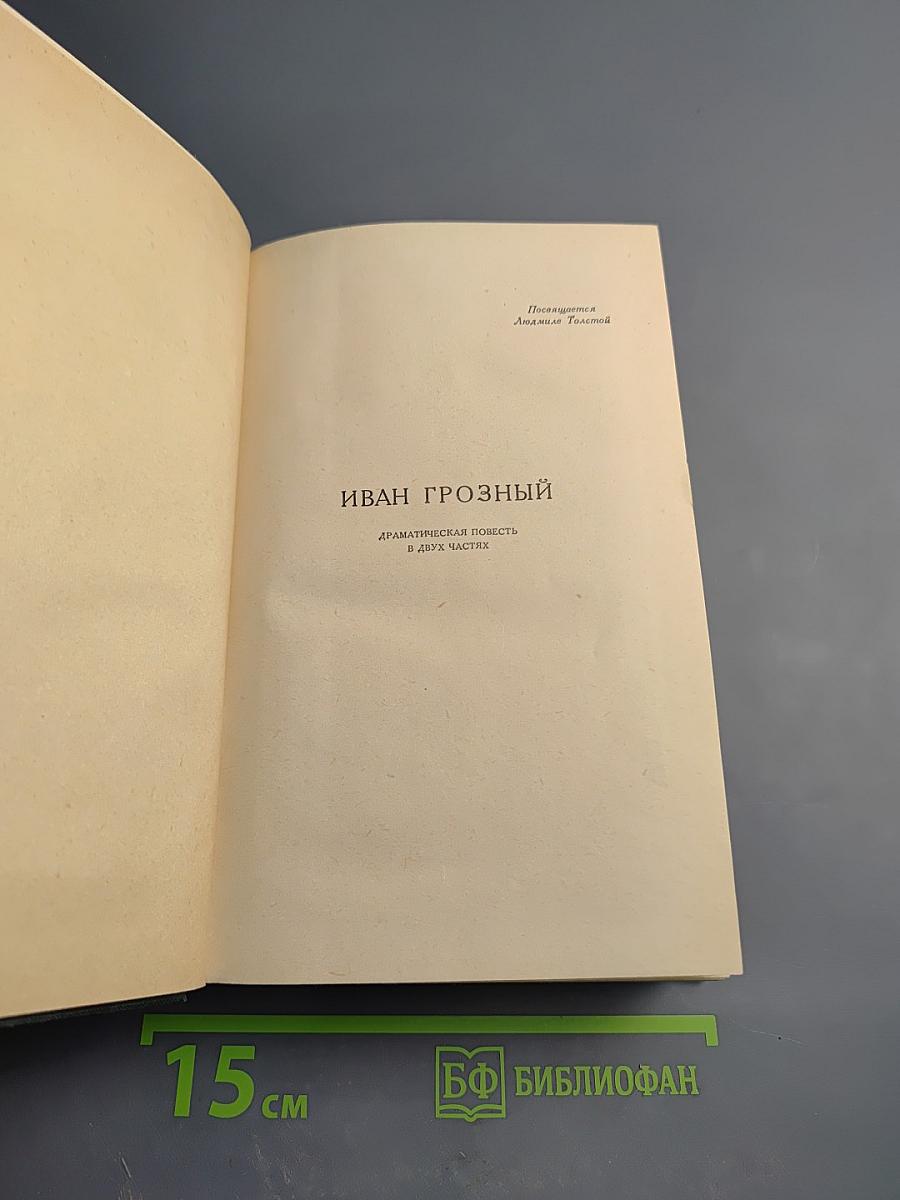 Посвящается
Людмиле Толстой
ИВАН ГРОЗНЫЙ
ДРАМАТИЧЕСКАЯ ПОВЕСТЬ
В ДВУХ ЧАСТЯХ
15 см
БФ БИБЛИОФАН